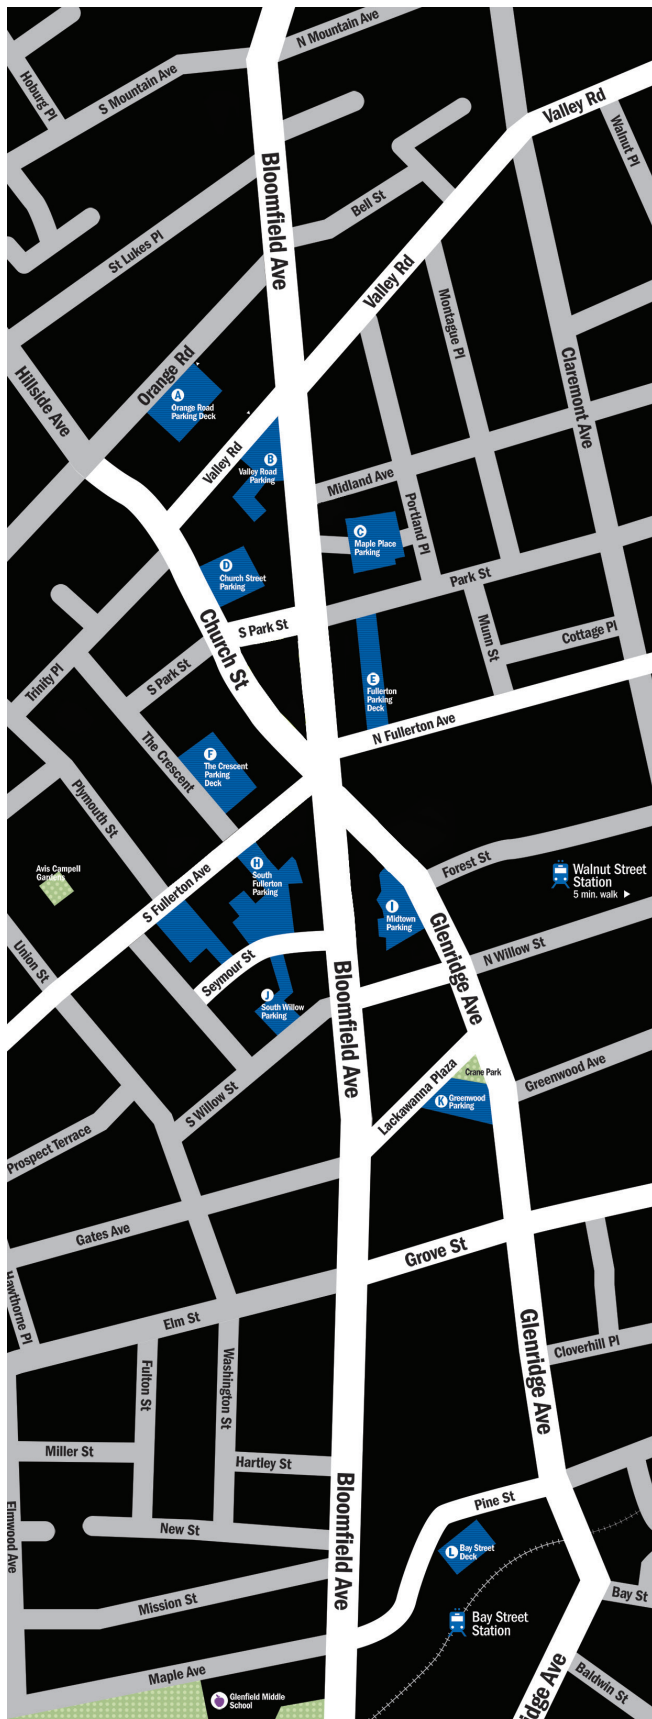 N Mountain Ave
S Mountain Ave
Hoburg Pl
Valley Rd
Walnut Pl
Bloomfield Ave
Bell St
St Lukes Pl
Valley Rd
Montague Pl
Claremont Ave
Hillside Ave
Orange Rd
A
Orange Road
Parking Deck
Valley Rd
B
Valley Road
Parking
Midland Ave
Portland Pl
C
Maple Place
Parking
D
Church Street
Parking
Park St
Church St
S Park St
Munn St
Cottage Pl
Trinity Pl
S Park St
E
Fullerton
Parking
Deck
N Fullerton Ave
The Crescent
F
The Crescent
Parking
Deck
Plymouth St
Avis Campell
Gardens
S Fullerton Ave
H
South
Fullerton
Parking
I
Midtown
Parking
Forest St
Walnut Street
Station
5 min. walk
Glenridge Ave
N Willow St
Union St
Seymour St
J
South Willow
Parking
Bloomfield Ave
Lackawanna Plaza
Crane Park
K
Greenwood
Parking
Greenwood Ave
S Willow St
Prospect Terrace
Gates Ave
Grove St
Hawthorne Pl
Elm St
Glenridge Ave
Cloverhill Pl
Fulton St
Washington St
Miller St
Hartley St
Bloomfield Ave
Pine St
Elmwood Ave
New St
L
Bay Street
Deck
Mission St
Bay St
Bay Street
Station
Maple Ave
Baldwin St
idge Ave
Glenfield Middle
School